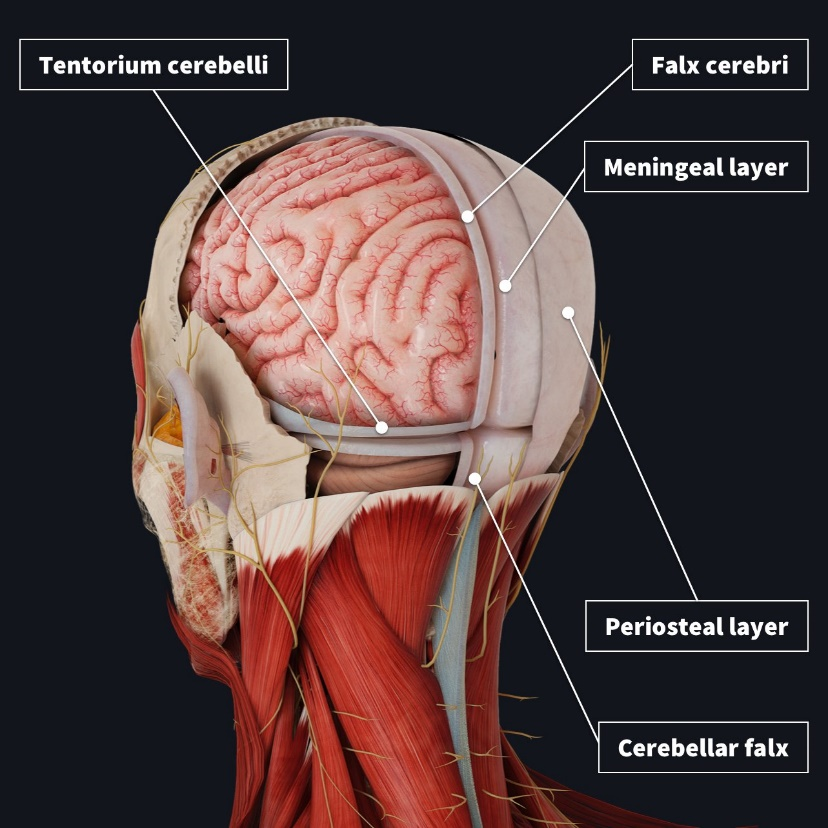 Tentorium cerebelli
Falx cerebri
Meningeal layer
Periosteal layer
Cerebellar falx